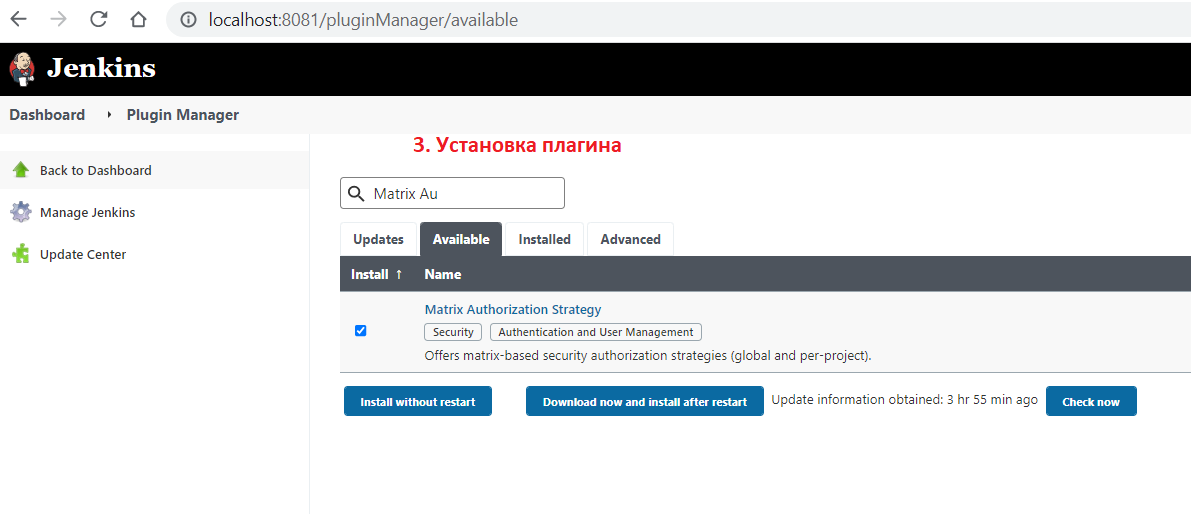 localhost:8081/pluginManager/available
Jenkins
Dashboard Plugin Manager
3. Установка плагина
Back to Dashboard
Manage Jenkins
Update Center
Matrix Au
Updates Available Installed Advanced
Install ↑ Name
Matrix Authorization Strategy
Security Authentication and User Management
Offers matrix-based security authorization strategies (global and per-project).
Install without restart Download now and install after restart Update information obtained: 3 hr 55 min ago Check now